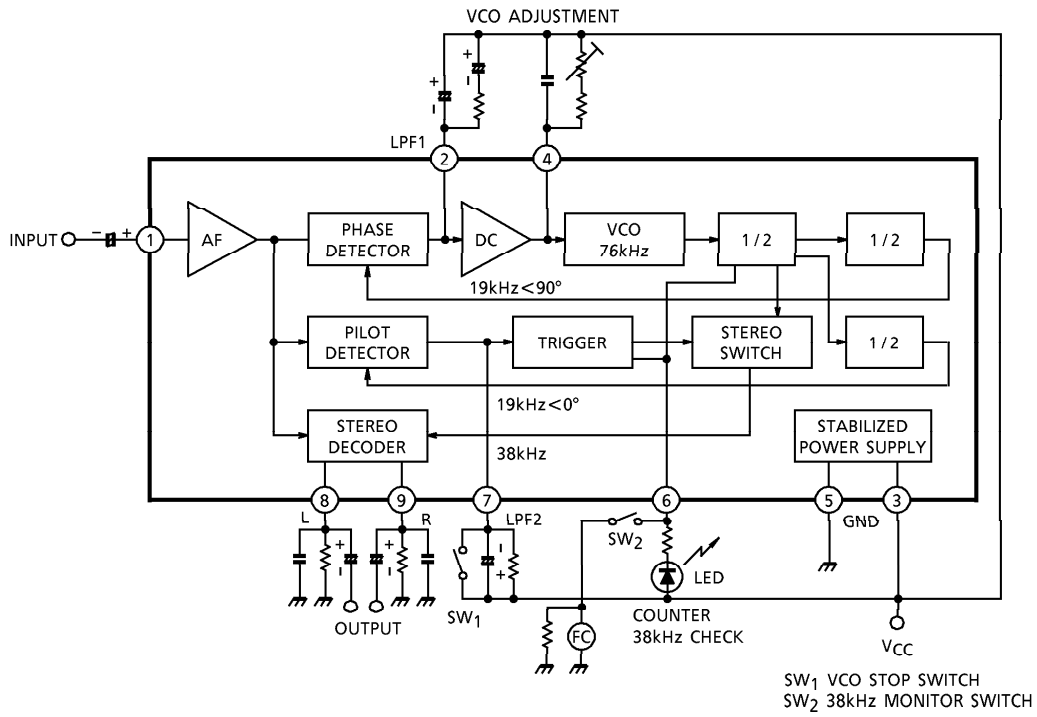 VCO ADJUSTMENT
+
−
+
−
LPF1
2
4
INPUT
− +
1
AF
PHASE
DETECTOR
DC
VCO
76kHz
1/2
1/2
19kHz<90°
PILOT
DETECTOR
TRIGGER
STEREO
SWITCH
1/2
19kHz<0°
STEREO
DECODER
38kHz
STABILIZED
POWER SUPPLY
8
9
7
6
5
3
L
R
LPF2
GND
+
−
+
−
−
+
SW2
LED
OUTPUT
SW1
FC
COUNTER
38kHz CHECK
VCC
SW1 VCO STOP SWITCH
SW2 38kHz MONITOR SWITCH